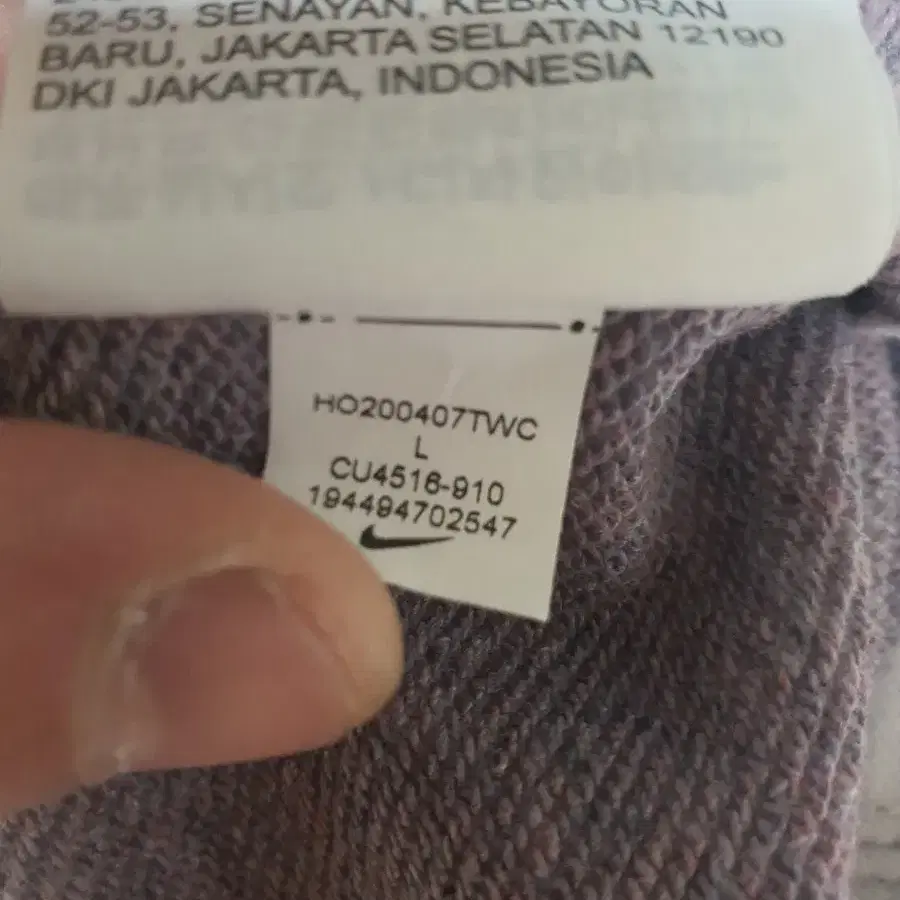 52-53, SENAYAN, KEBAYORAN
BARU, JAKARTA SELATAN 12190
DKI JAKARTA, INDONESIA
HO200407TWC
L
CU4516-910
194494702547